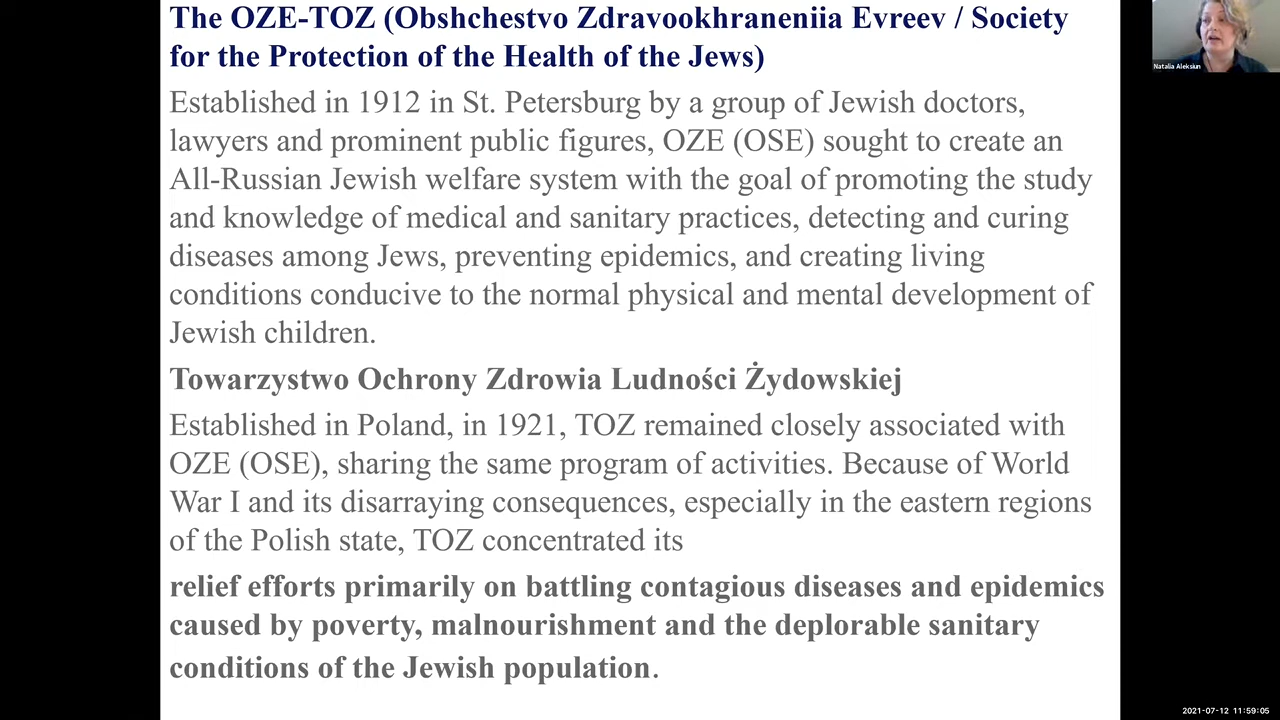 The OZE-TOZ (Obshchestvo Zdravookhraneniia Evreev / Society
for the Protection of the Health of the Jews)
Established in 1912 in St. Petersburg by a group of Jewish doctors,
lawyers and prominent public figures, OZE (OSE) sought to create an
All-Russian Jewish welfare system with the goal of promoting the study
and knowledge of medical and sanitary practices, detecting and curing
diseases among Jews, preventing epidemics, and creating living
conditions conducive to the normal physical and mental development of
Jewish children.
Towarzystwo Ochrony Zdrowia Ludności Żydowskiej
Established in Poland, in 1921, TOZ remained closely associated with
OZE (OSE), sharing the same program of activities. Because of World
War I and its disarraying consequences, especially in the eastern regions
of the Polish state, TOZ concentrated its
relief efforts primarily on battling contagious diseases and epidemics
caused by poverty, malnourishment and the deplorable sanitary
conditions of the Jewish population.
Natalia Aleksiun
2021-07-12 11:59:05